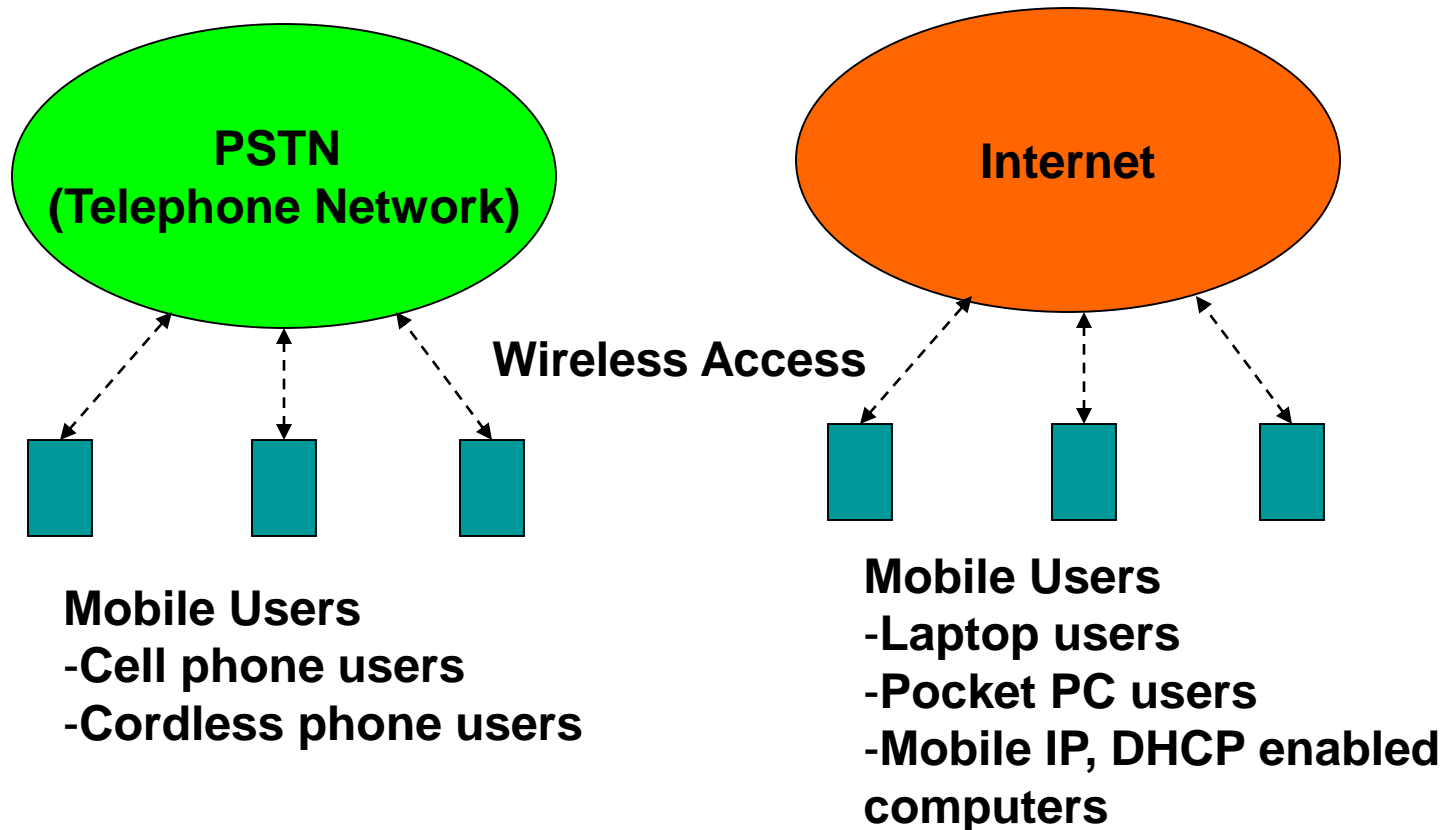 PSTN
(Telephone Network)
Internet
Wireless Access
Mobile Users
-Cell phone users
-Cordless phone users
Mobile Users
-Laptop users
-Pocket PC users
-Mobile IP, DHCP enabled
computers